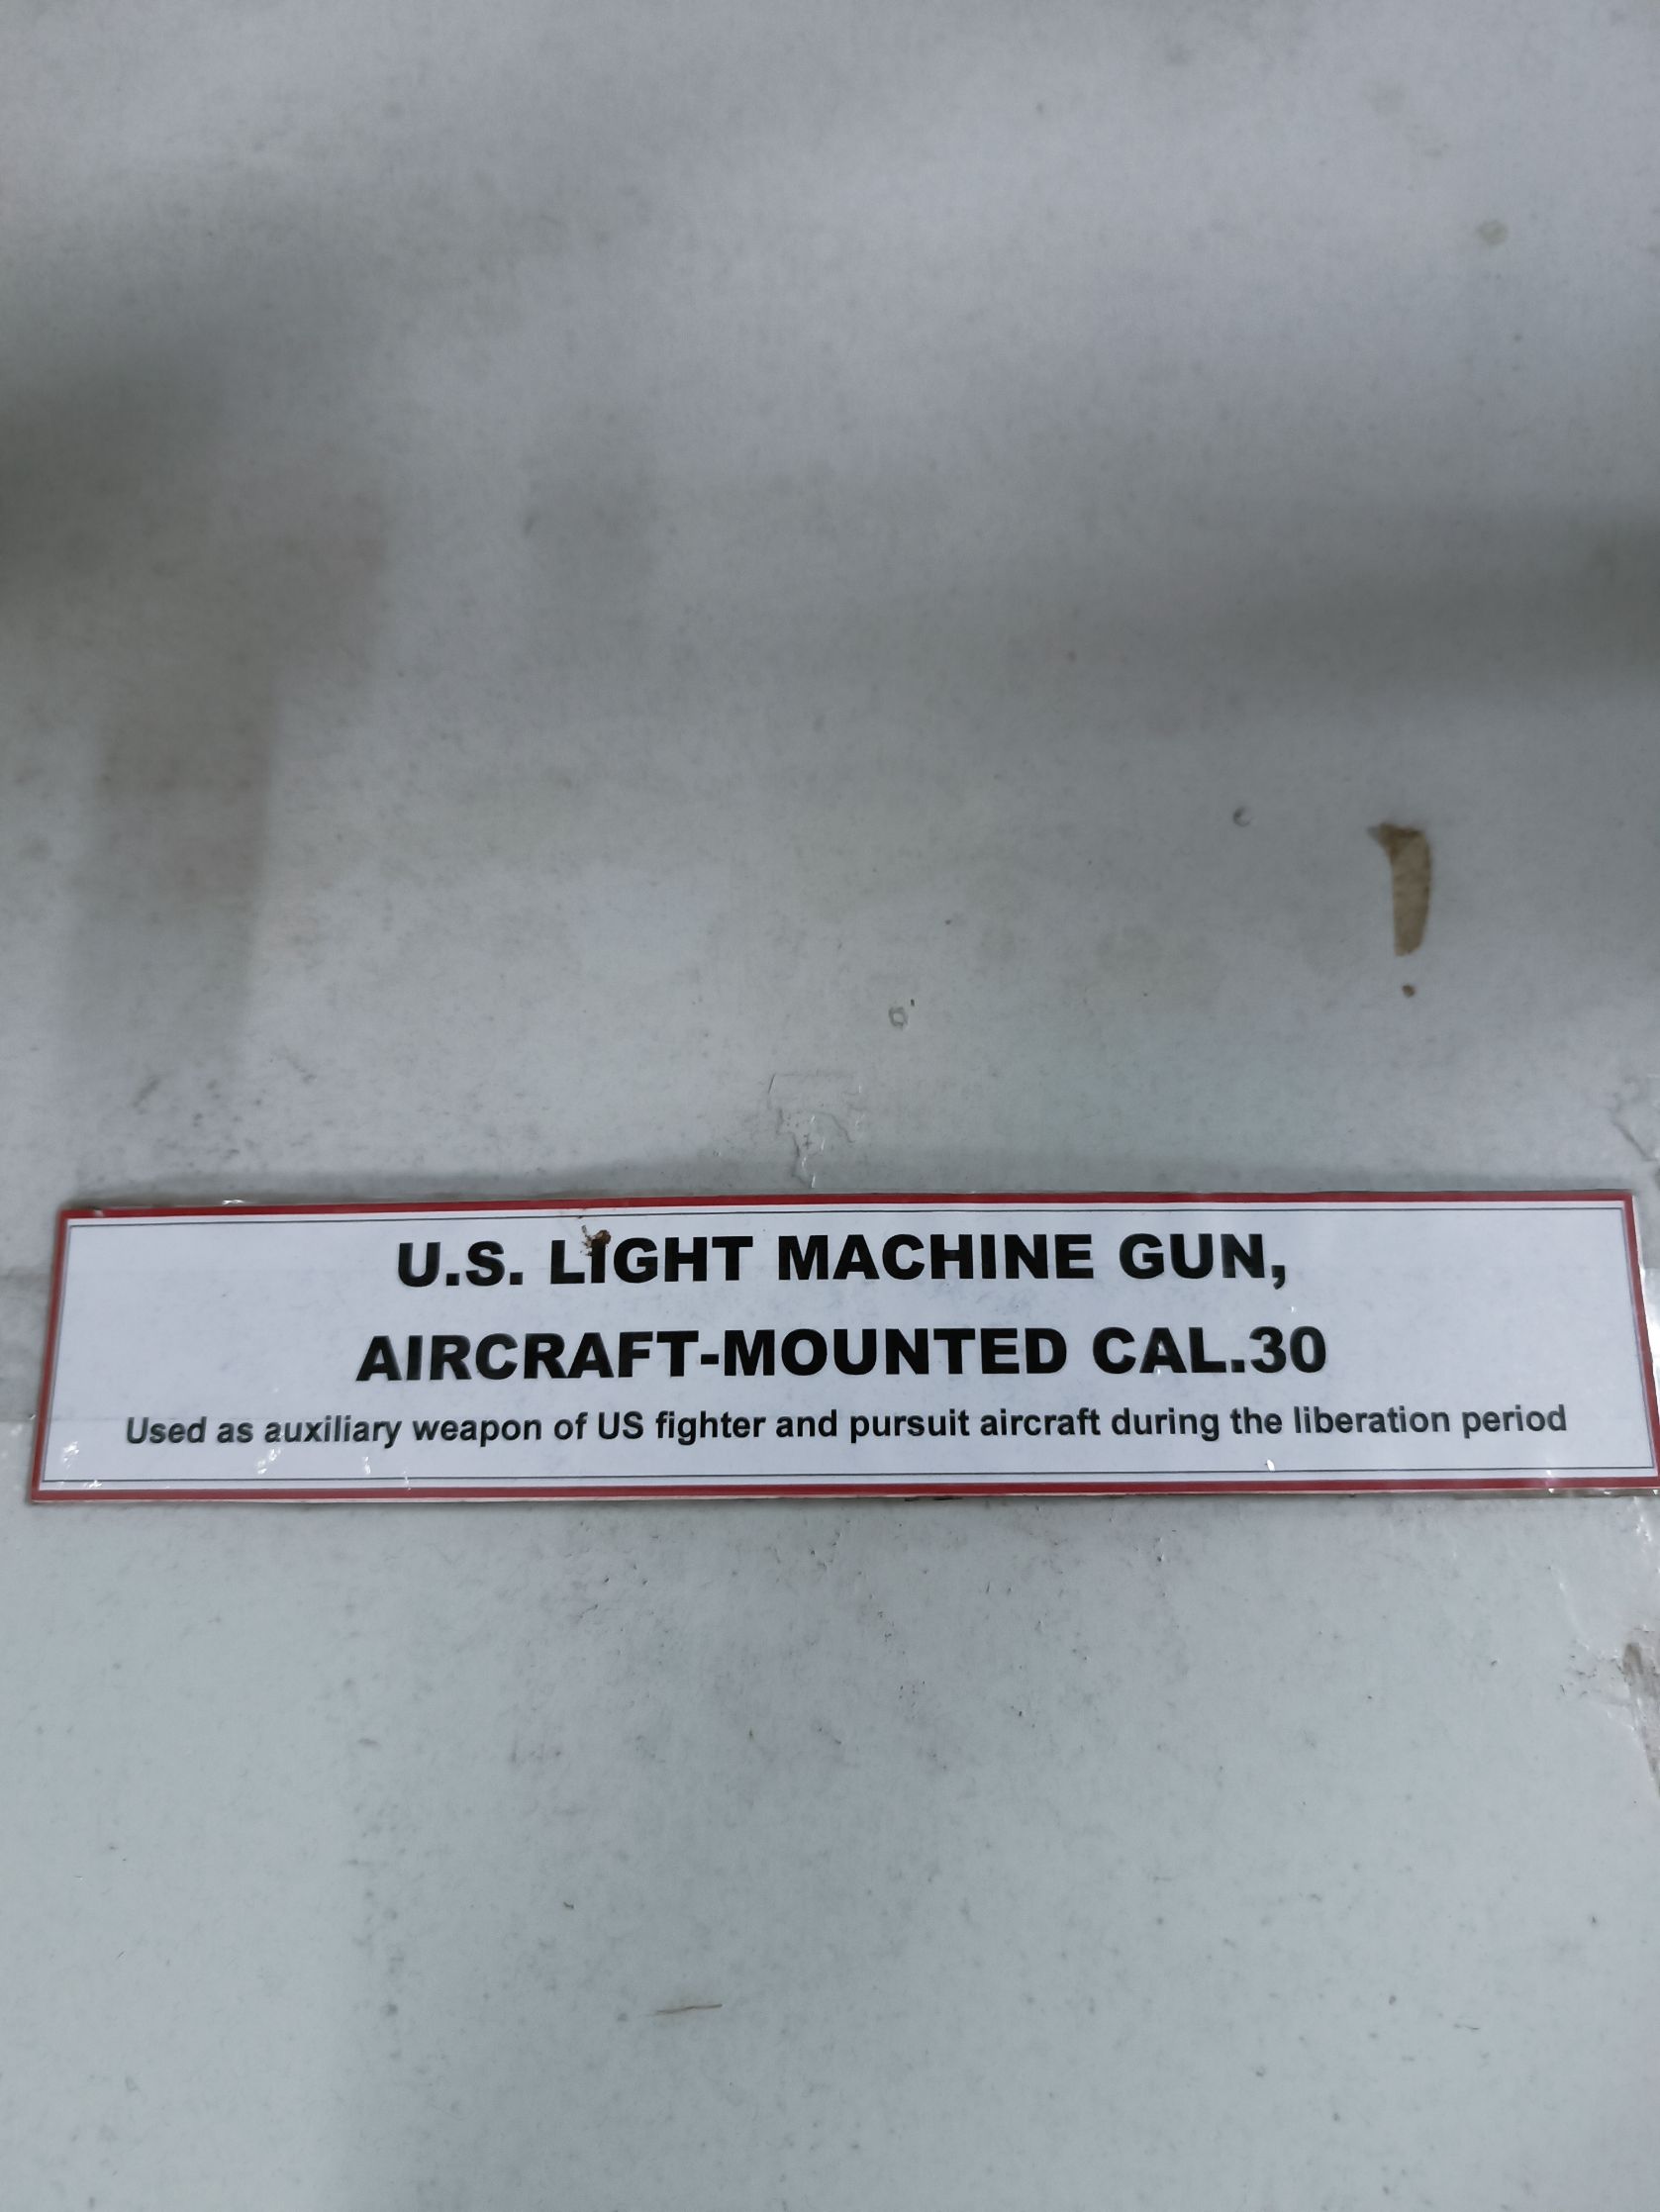 U.S. LIGHT MACHINE GUN,
AIRCRAFT-MOUNTED CAL.30
Used as auxiliary weapon of US fighter and pursuit aircraft during the liberation period